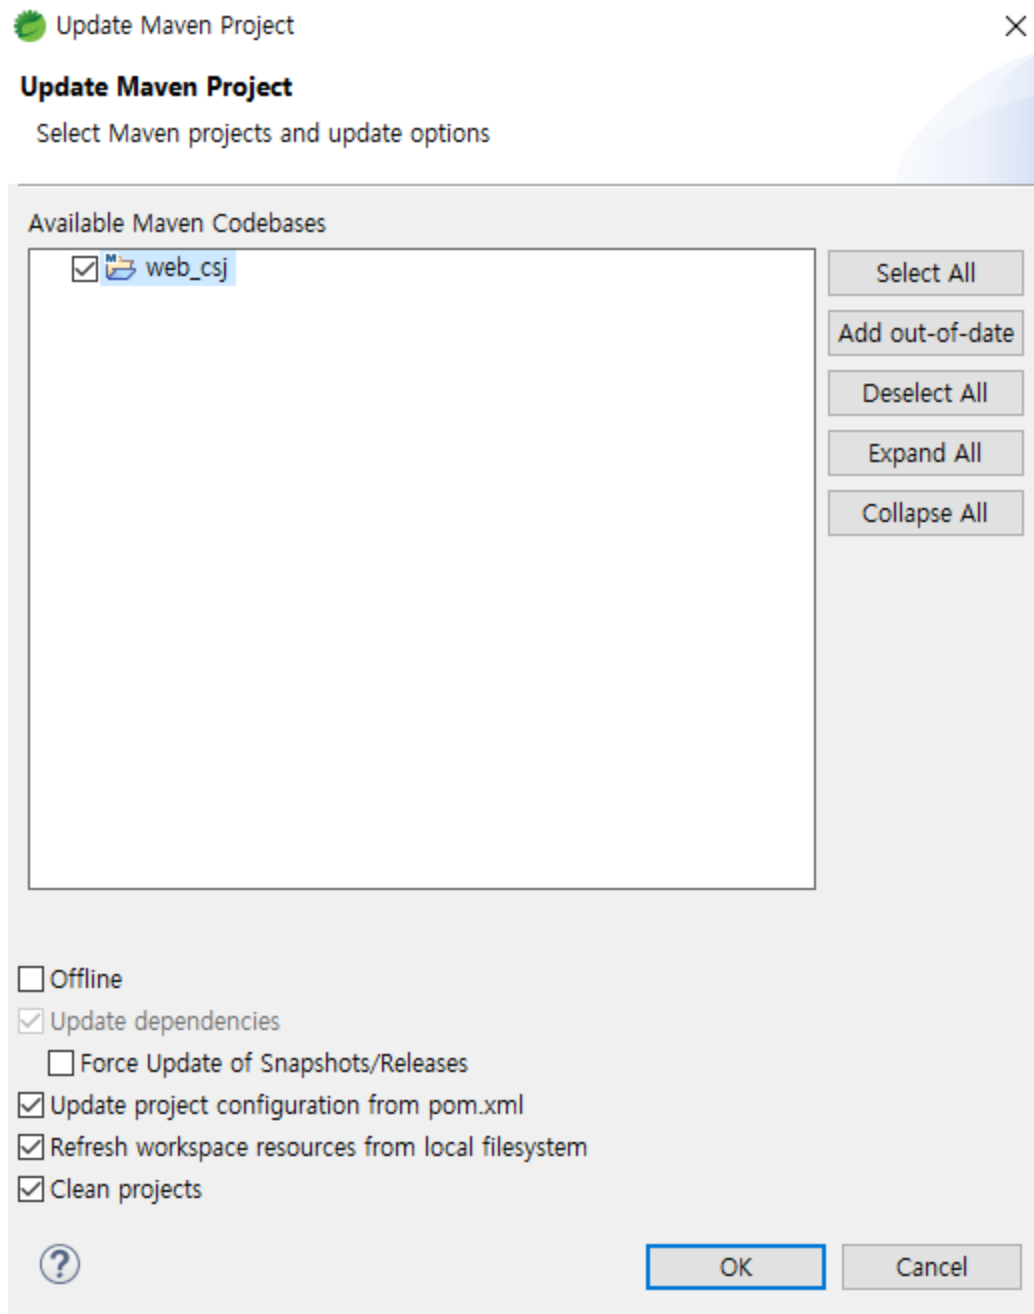 Update Maven Project
Update Maven Project
Select Maven projects and update options
Available Maven Codebases
web_csj
Select All
Add out-of-date
Deselect All
Expand All
Collapse All
Offline
Update dependencies
Force Update of Snapshots/Releases
Update project configuration from pom.xml
Refresh workspace resources from local filesystem
Clean projects
OK
Cancel